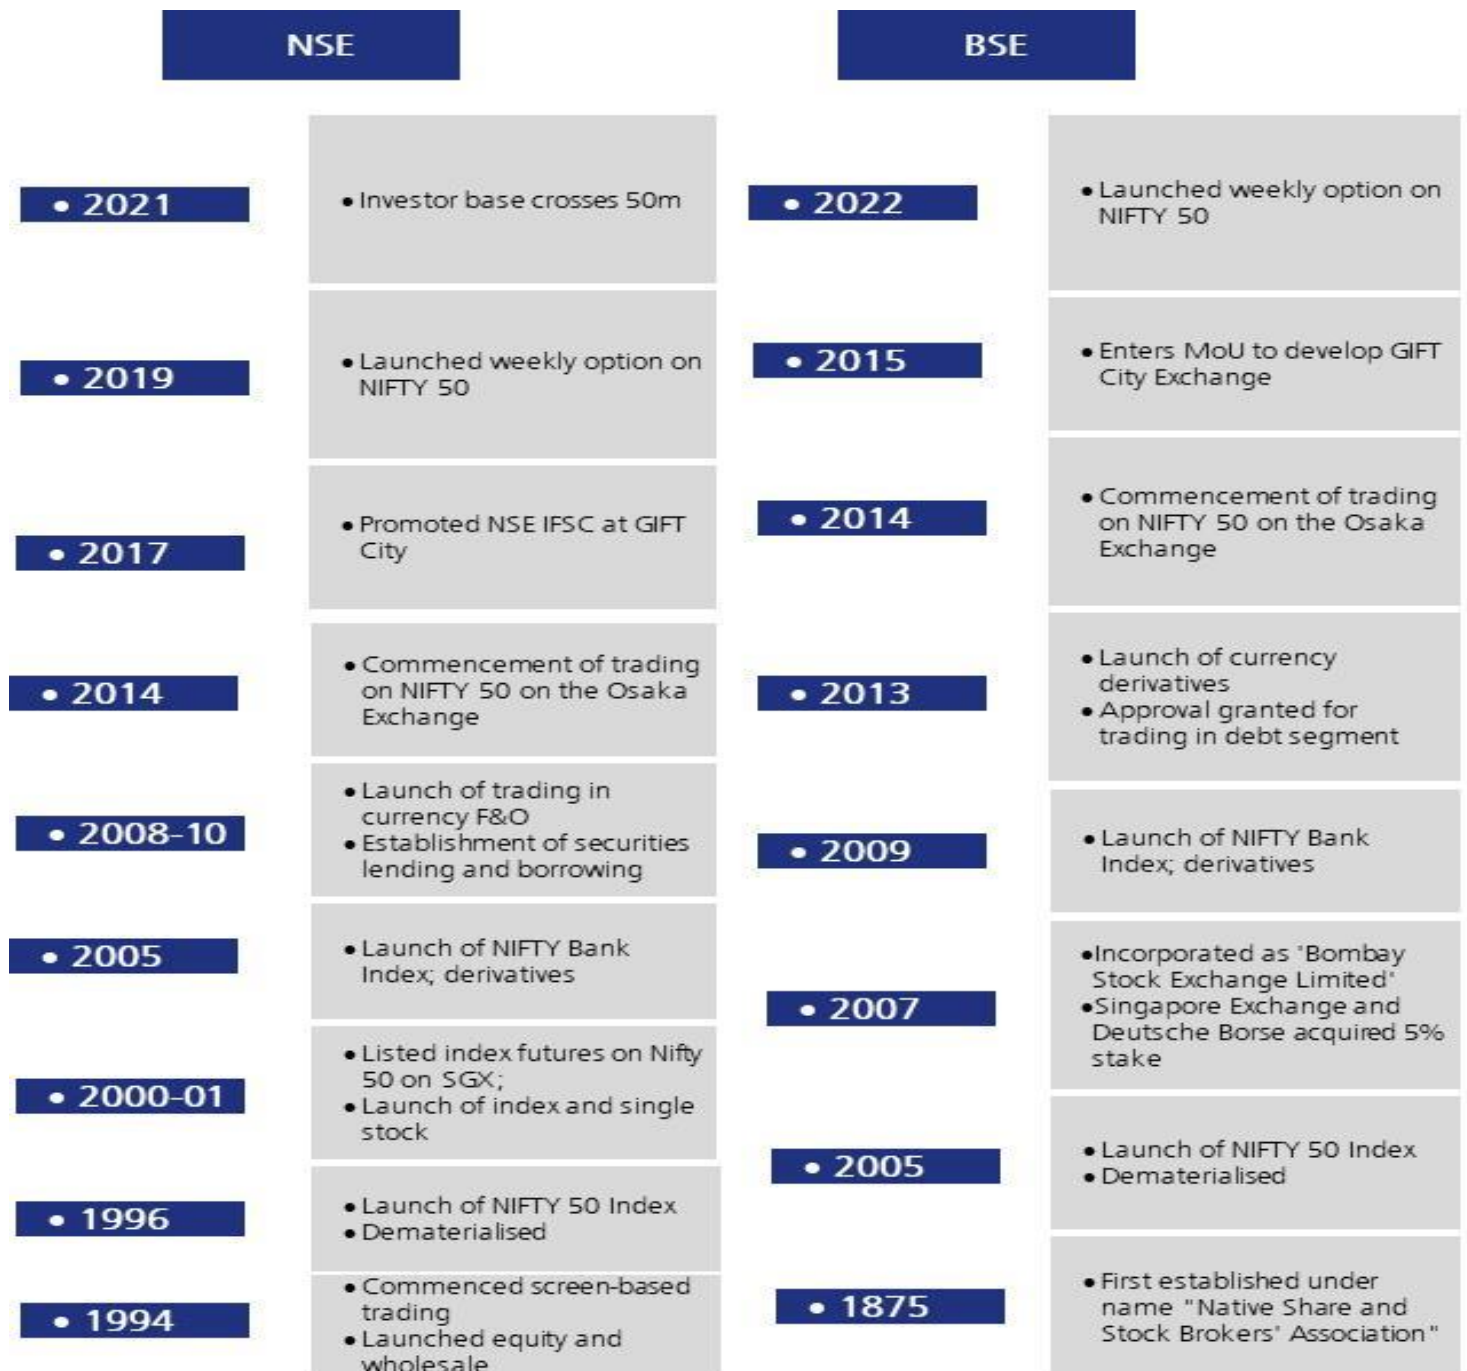 NSE
• 2021
• Investor base crosses 50m
• 2019
• Launched weekly option on
NIFTY 50
• 2017
• Promoted NSE IFSC at GIFT
City
• 2014
• Commencement of trading
on NIFTY 50 on the Osaka
Exchange
• 2008-10
• Launch of trading in
currency F&O
• Establishment of securities
lending and borrowing
• 2005
• Launch of NIFTY Bank
Index; derivatives
• 2000-01
• Listed index futures on Nifty
50 on SGX;
• Launch of index and single
stock
• 1996
• Launch of NIFTY 50 Index
• Dematerialised
• 1994
• Commenced screen-based
trading
• Launched equity and
wholesale
BSE
• 2022
• Launched weekly option on
NIFTY 50
• 2015
• Enters MoU to develop GIFT
City Exchange
• 2014
• Commencement of trading
on NIFTY 50 on the Osaka
Exchange
• 2013
• Launch of currency
derivatives
• Approval granted for
trading in debt segment
• 2009
• Launch of NIFTY Bank
Index; derivatives
• 2007
•Incorporated as 'Bombay
Stock Exchange Limited'
•Singapore Exchange and
Deutsche Borse acquired 5%
stake
• 2005
• Launch of NIFTY 50 Index
• Dematerialised
• 1875
• First established under
name "Native Share and
Stock Brokers' Association"